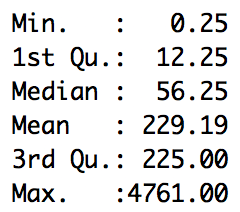 Min.   :   0.25
1st Qu.:  12.25
Median :  56.25
Mean   : 229.19
3rd Qu.: 225.00
Max.   :4761.00